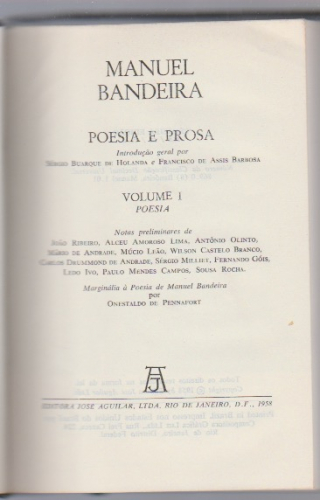 MANUEL
BANDEIRA
POESIA E PROSA
Introdução geral por
Sérgio Buarque de Holanda e Francisco de Assis Barbosa
VOLUME I
POESIA
Notas preliminares de
João Ribeiro, Alceu Amoroso Lima, Antônio Olinto,
Mário de Andrade, Múcio Leão, Wilson Castelo Branco,
Carlos Drummond de Andrade, Sérgio Milliet, Fernando Góis,
Ledo Ivo, Paulo Mendes Campos, Sousa Rocha.
Marginália à Poesia de Manuel Bandeira
por
Onestaldo de Pennafort
EDITORA JOSE AGUILAR, LTDA. RIO DE JANEIRO, D. F., 1958